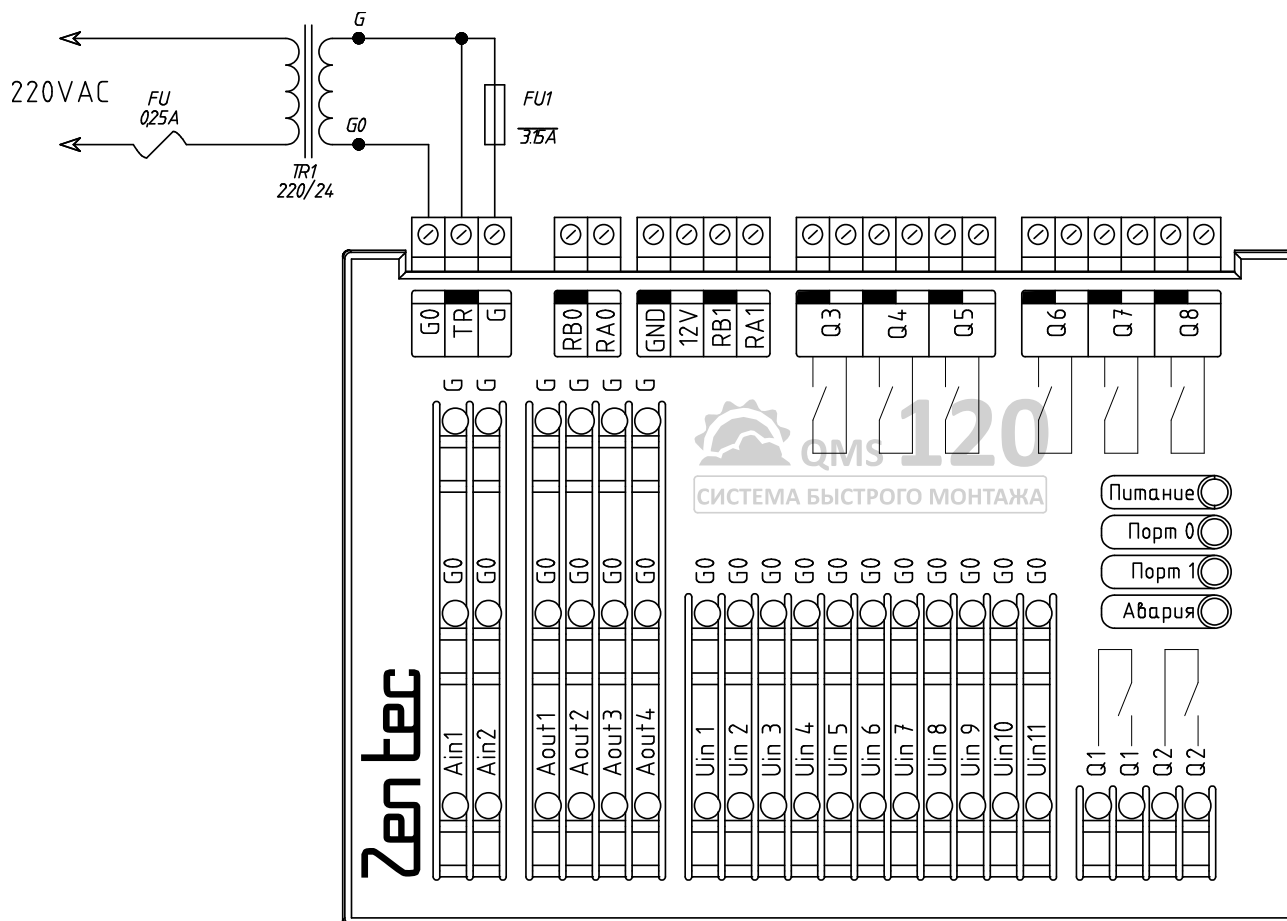 G
220VAC
FU
0,25A
G0
FU1
3.15A
TR1
220/24
G0 TR G
RB0 RA0
GND 12V RB1 RA1
Q3 Q4 Q5
Q6 Q7 Q8
G G
G G G G
QMS 120
СИСТЕМА БЫСТРОГО МОНТАЖА
Питание
Порт 0
Порт 1
Авария
G0 G0
G0 G0 G0 G0
G0 G0 G0 G0 G0 G0 G0 G0 G0 G0 G0
Zentec
Ain1 Ain2
Aout1 Aout2 Aout3 Aout4
Uin 1 Uin 2 Uin 3 Uin 4 Uin 5 Uin 6 Uin 7 Uin 8 Uin 9 Uin10 Uin11
Q1 Q1 Q2 Q2